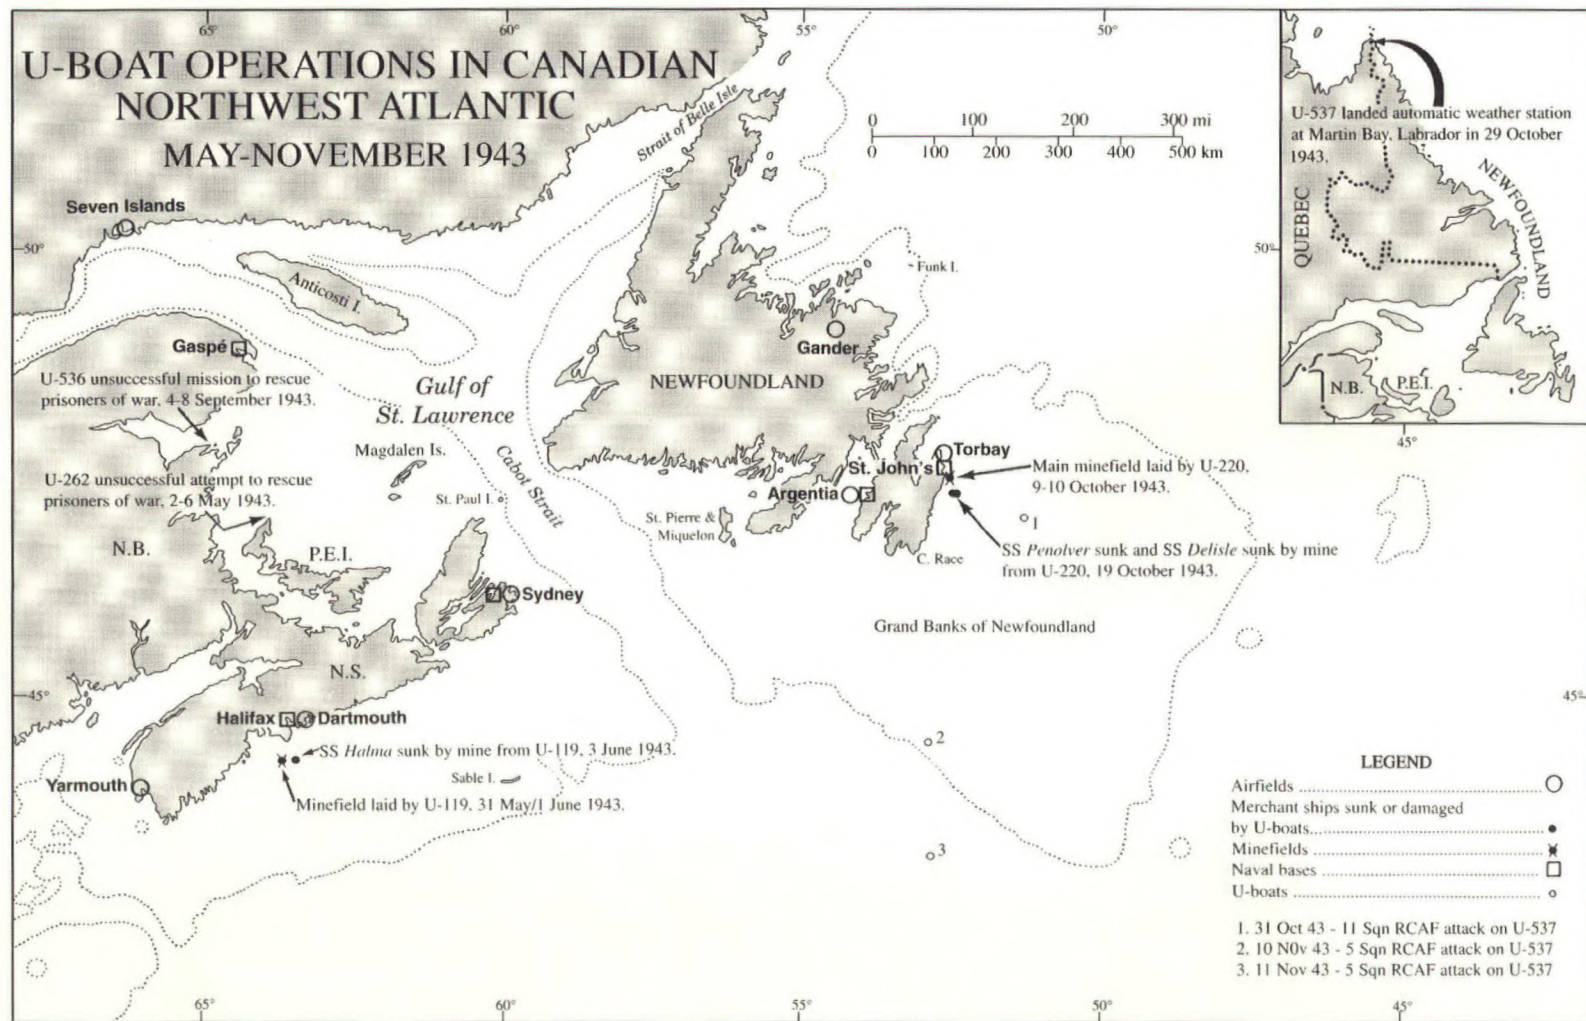 65°
60°
55°
50°
U-BOAT OPERATIONS IN CANADIAN
NORTHWEST ATLANTIC
MAY-NOVEMBER 1943
Strait of Belle Isle
0 100 200 300 mi
0 100 200 300 400 500 km
U-537 landed automatic weather station
at Martin Bay, Labrador in 29 October
1943.
QUEBEC
NEWFOUNDLAND
N.B.
P.E.I.
50°
45°
Seven Islands
50°
Anticosti I.
Funk I.
Gander
Gaspé
NEWFOUNDLAND
U-536 unsuccessful mission to rescue
prisoners of war, 4-8 September 1943.
Gulf of
St. Lawrence
Magdalen Is.
Cabot Strait
U-262 unsuccessful attempt to rescue
prisoners of war, 2-6 May 1943.
St. Paul I.
St. Pierre &
Miquelon
Torbay
St. John's
Argentia
Main minefield laid by U-220,
9-10 October 1943.
1
SS Penolver sunk and SS Delisle sunk by mine
from U-220, 19 October 1943.
C. Race
N.B.
P.E.I.
Sydney
Grand Banks of Newfoundland
N.S.
45°
45°
Halifax
Dartmouth
SS Halma sunk by mine from U-119, 3 June 1943.
Sable I.
Yarmouth
Minefield laid by U-119, 31 May/1 June 1943.
2
3
LEGEND
Airfields
Merchant ships sunk or damaged
by U-boats
Minefields
Naval bases
U-boats
1. 31 Oct 43 - 11 Sqn RCAF attack on U-537
2. 10 N0v 43 - 5 Sqn RCAF attack on U-537
3. 11 Nov 43 - 5 Sqn RCAF attack on U-537
65°
60°
55°
50°
45°